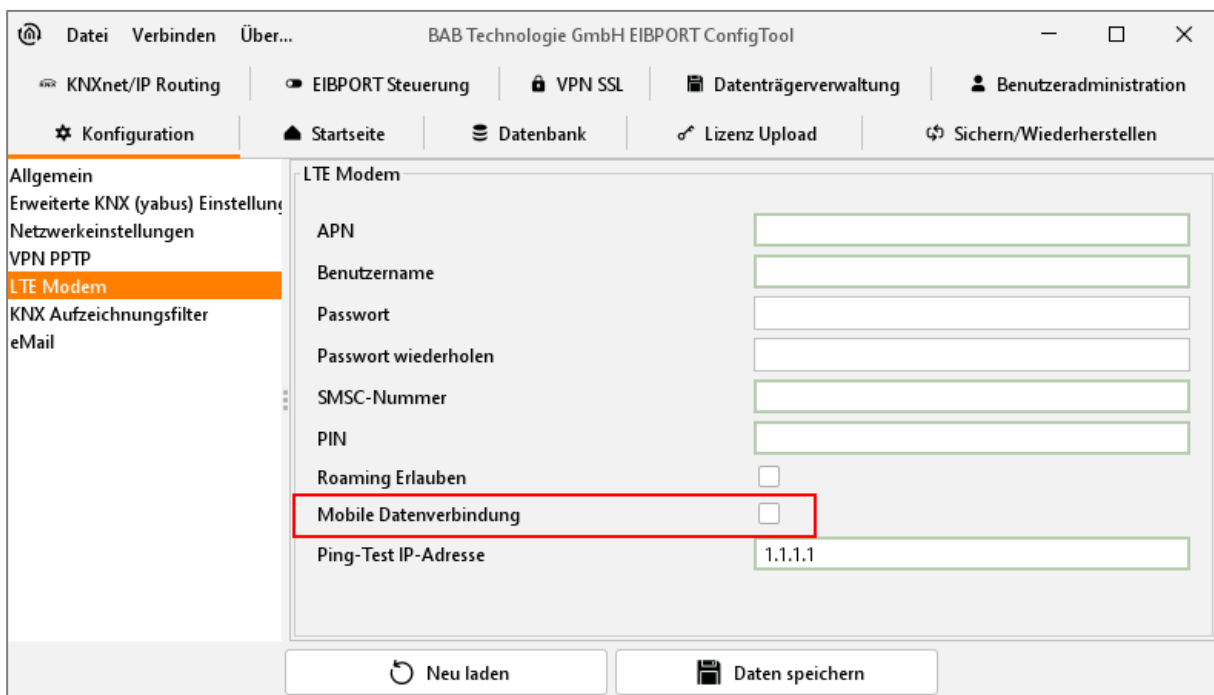 Datei Verbinden Über... BAB Technologie GmbH EIBPORT ConfigTool
KNXnet/IP Routing EIBPORT Steuerung VPN SSL Datenträgerverwaltung Benutzeradministration
Konfiguration Startseite Datenbank Lizenz Upload Sichern/Wiederherstellen
Allgemein
Erweiterte KNX (yabus) Einstellung
Netzwerkeinstellungen
VPN PPTP
LTE Modem
KNX Aufzeichnungsfilter
eMail
LTE Modem
APN
Benutzername
Passwort
Passwort wiederholen
SMSC-Nummer
PIN
Roaming Erlauben
Mobile Datenverbindung
Ping-Test IP-Adresse 1.1.1.1
Neu laden Daten speichern